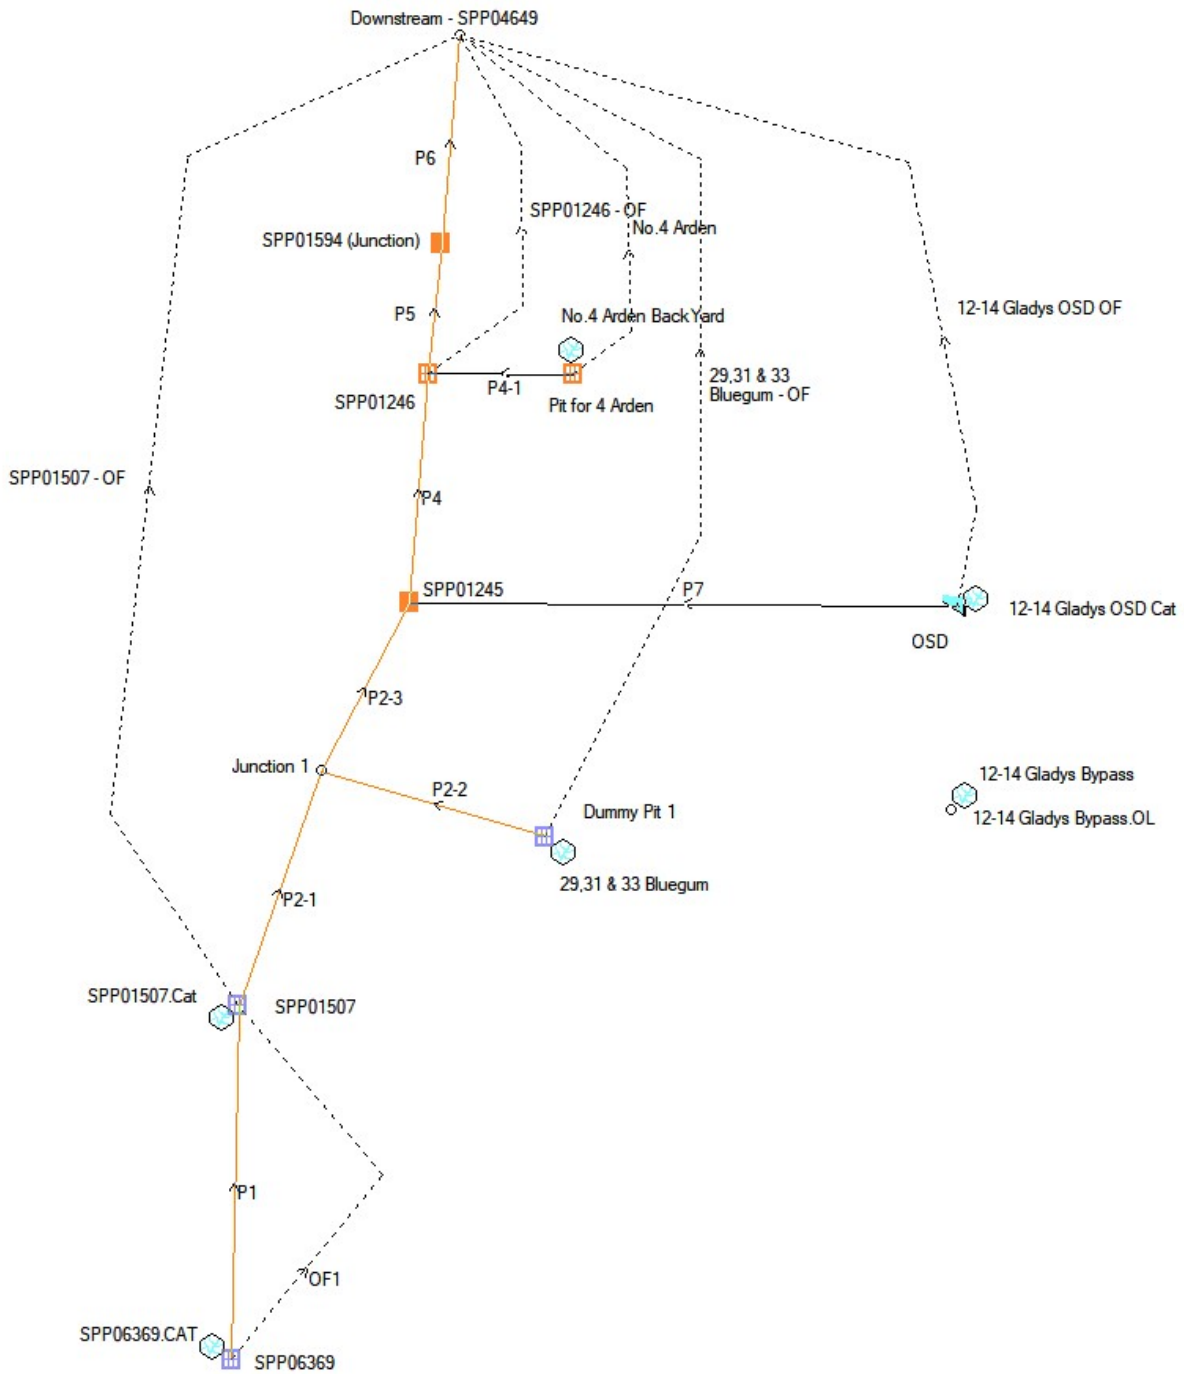 Downstream - SPP04649
P6
SPP01246 - OF
No.4 Arden
SPP01594 (Junction)
P5
No.4 Arden BackYard
12-14 Gladys OSD OF
P4-1
29,31 & 33
Bluegum - OF
SPP01246
Pit for 4 Arden
SPP01507 - OF
P4
SPP01245
P7
12-14 Gladys OSD Cat
OSD
P2-3
Junction 1
P2-2
12-14 Gladys Bypass
Dummy Pit 1
12-14 Gladys Bypass.OL
29,31 & 33 Bluegum
P2-1
SPP01507.Cat
SPP01507
P1
OF1
SPP06369.CAT
SPP06369